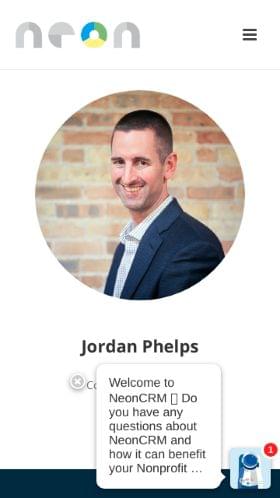 neon
Jordan Phelps
Co
Welcome to
NeonCRM ▯ Do
you have any
questions about
NeonCRM and
how it can benefit
your Nonprofit ...
1